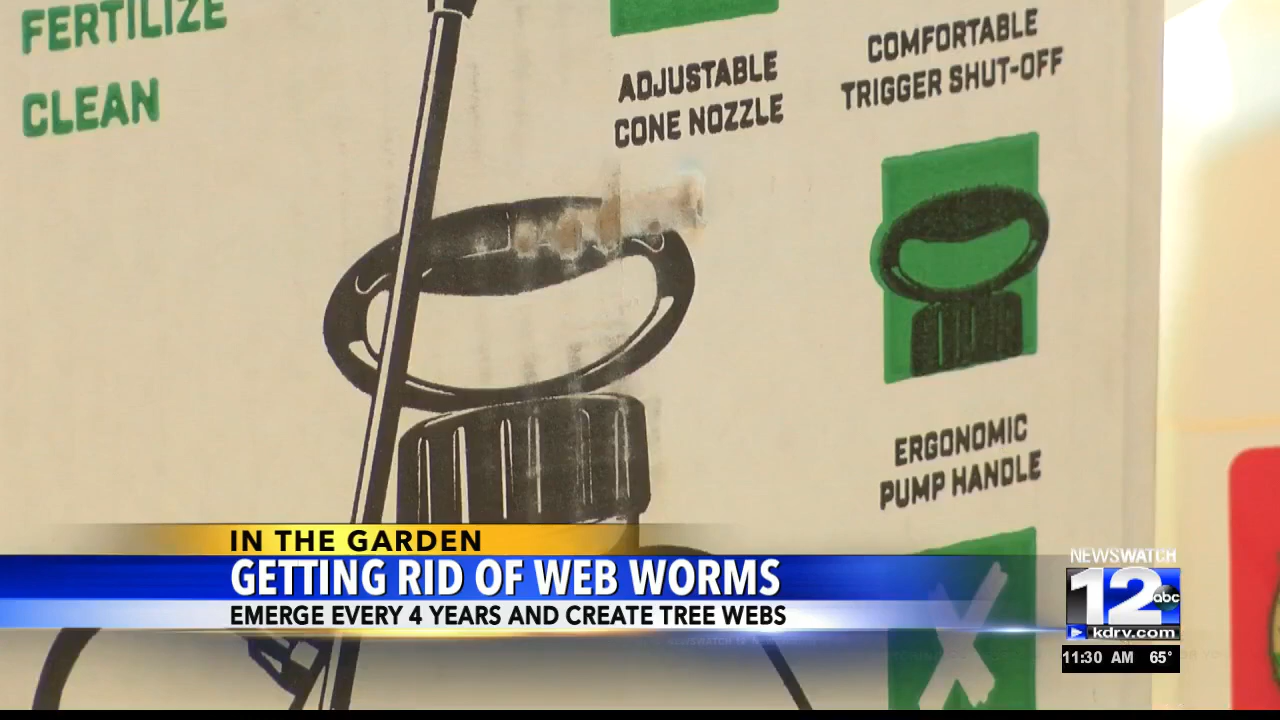 FERTILIZE
CLEAN
ADJUSTABLE
CONE NOZZLE
COMFORTABLE
TRIGGER SHUT-OFF
ERGONOMIC
PUMP HANDLE
IN THE GARDEN
GETTING RID OF WEB WORMS
EMERGE EVERY 4 YEARS AND CREATE TREE WEBS
NEWSWATCH
12
abc
kdrv.com
11:30 AM 65°